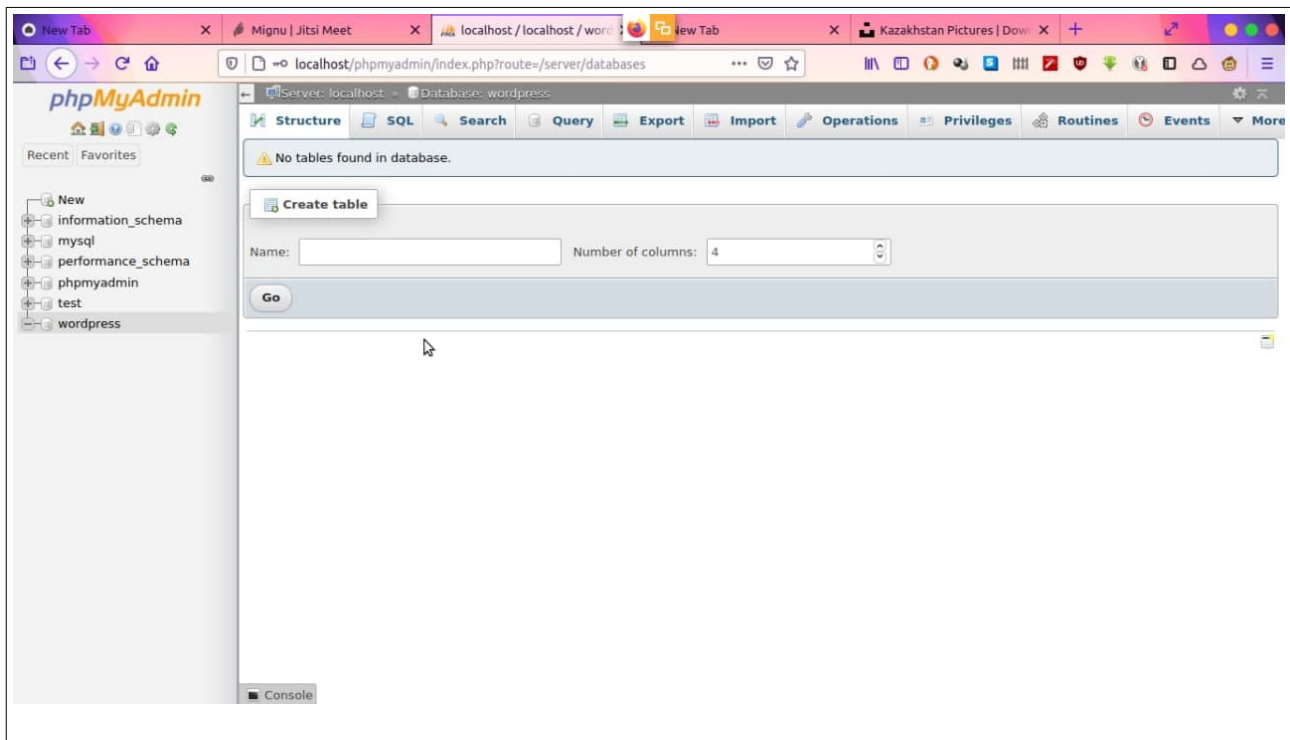 New Tab
Mignu | Jitsi Meet
localhost / localhost / word
New Tab
Kazakhstan Pictures | Dow
localhost/phpmyadmin/index.php?route=/server/databases
phpMyAdmin
Server: localhost » Database: wordpress
Structure SQL Search Query Export Import Operations Privileges Routines Events More
Recent Favorites
No tables found in database.
New
information_schema
mysql
performance_schema
phpmyadmin
test
wordpress
Create table
Name: Number of columns: 4
Go
Console